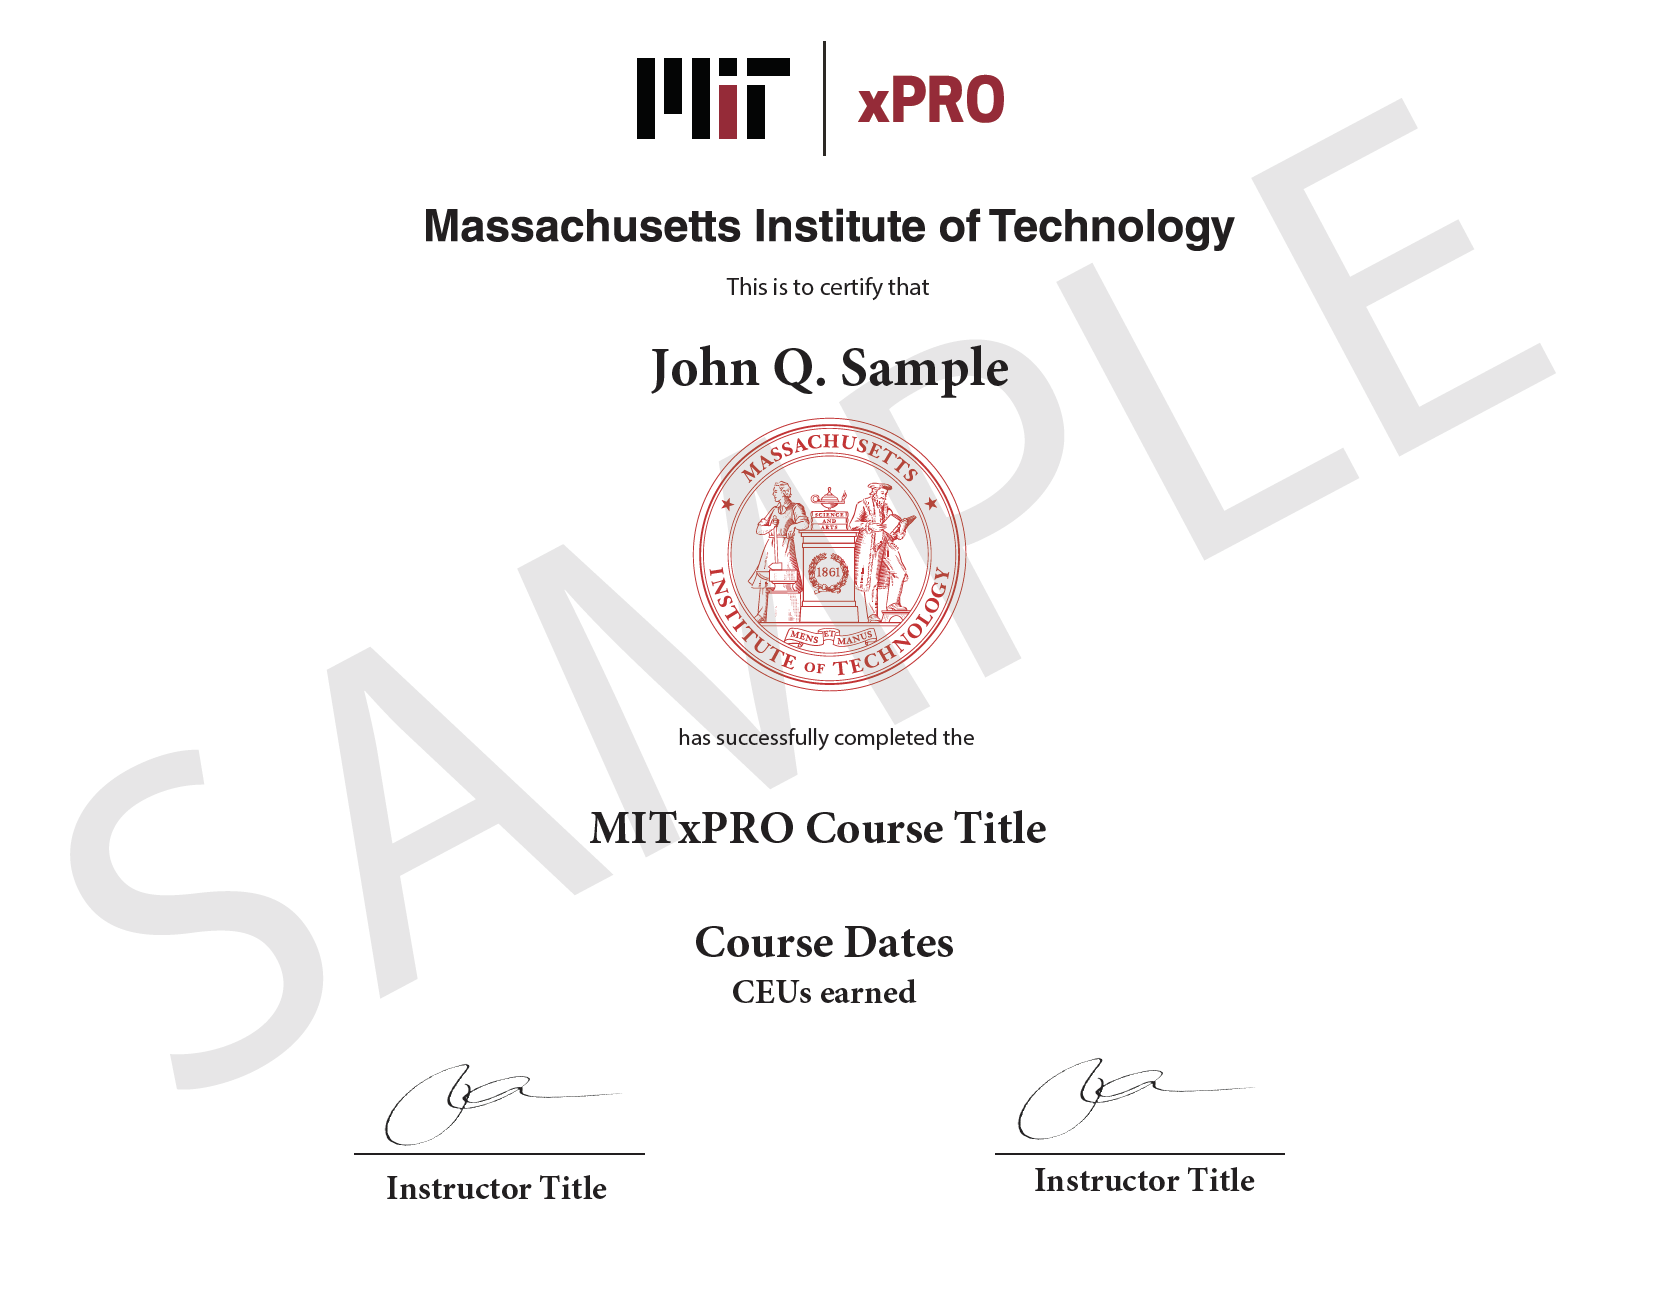 MIT xPRO
Massachusetts Institute of Technology
This is to certify that
John Q. Sample
MASSACHUSETTS
INSTITUTE OF TECHNOLOGY
SCIENCE
AND
ARTS
1861
MENS ET MANUS
has successfully completed the
MITxPRO Course Title
Course Dates
CEUs earned
Instructor Title
Instructor Title
SAMPLE